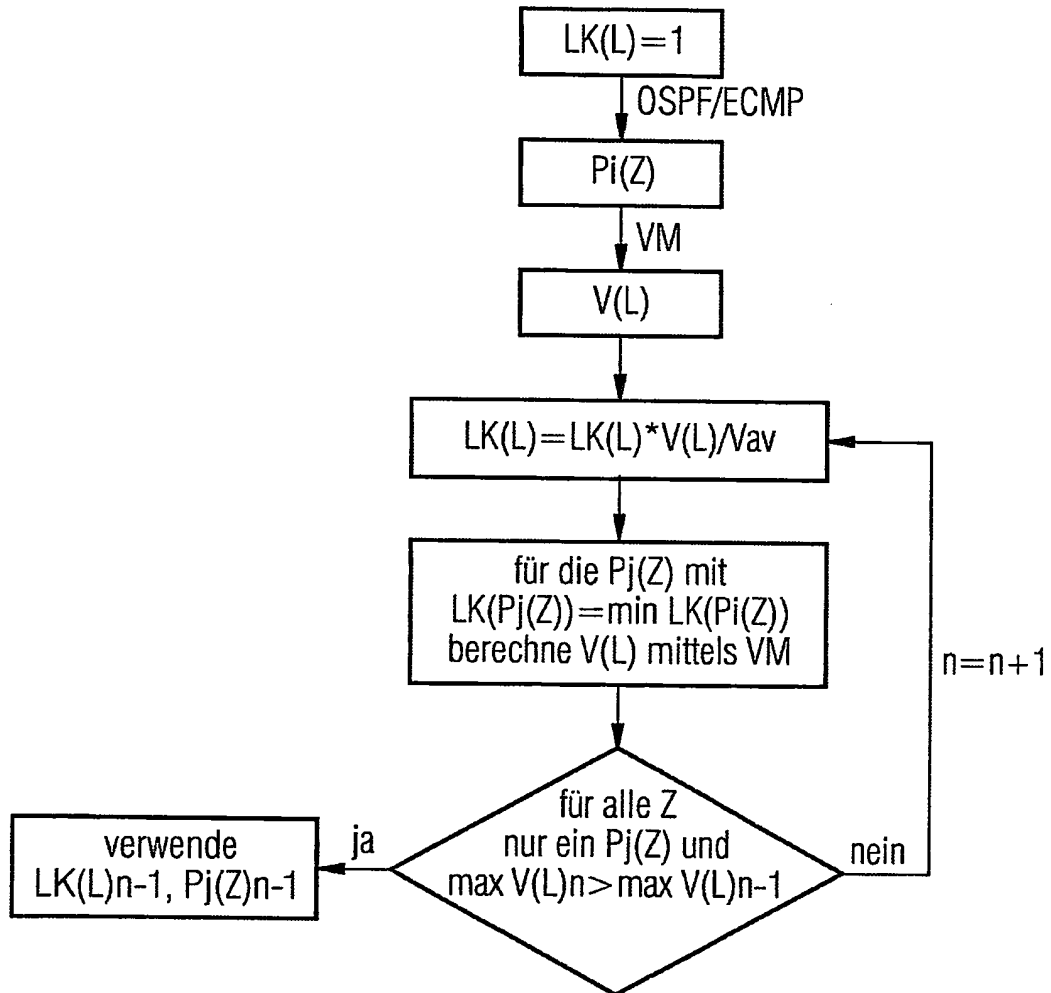 LK(L)=1
OSPF/ECMP
Pi(Z)
VM
V(L)
LK(L)=LK(L)*V(L)/Vav
für die Pj(Z) mit
LK(Pj(Z))=min LK(Pi(Z))
berechne V(L) mittels VM
n=n+1
für alle Z
nur ein Pj(Z) und
max V(L)n>max V(L)n-1
nein
ja
verwende
LK(L)n-1, Pj(Z)n-1